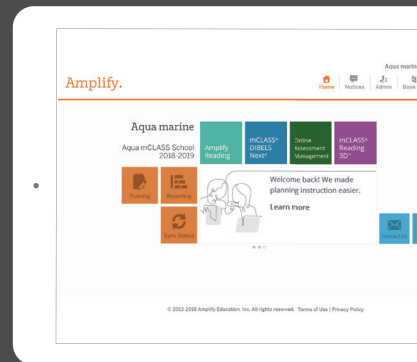 Aqua marine
Amplify.
Home
Notices
Admin
Book
Aqua marine
Aqua mCLASS School
2018-2019
Amplify
Reading
mCLASS®
DIBELS
Next®
Online
Assessment
Management
mCLASS®
Reading
3D™
Training
Reporting
Welcome back! We made
planning instruction easier.
Learn more
Sync Status
Contact Us
© 2013-2018 Amplify Education, Inc. All rights reserved. Terms of Use | Privacy Policy